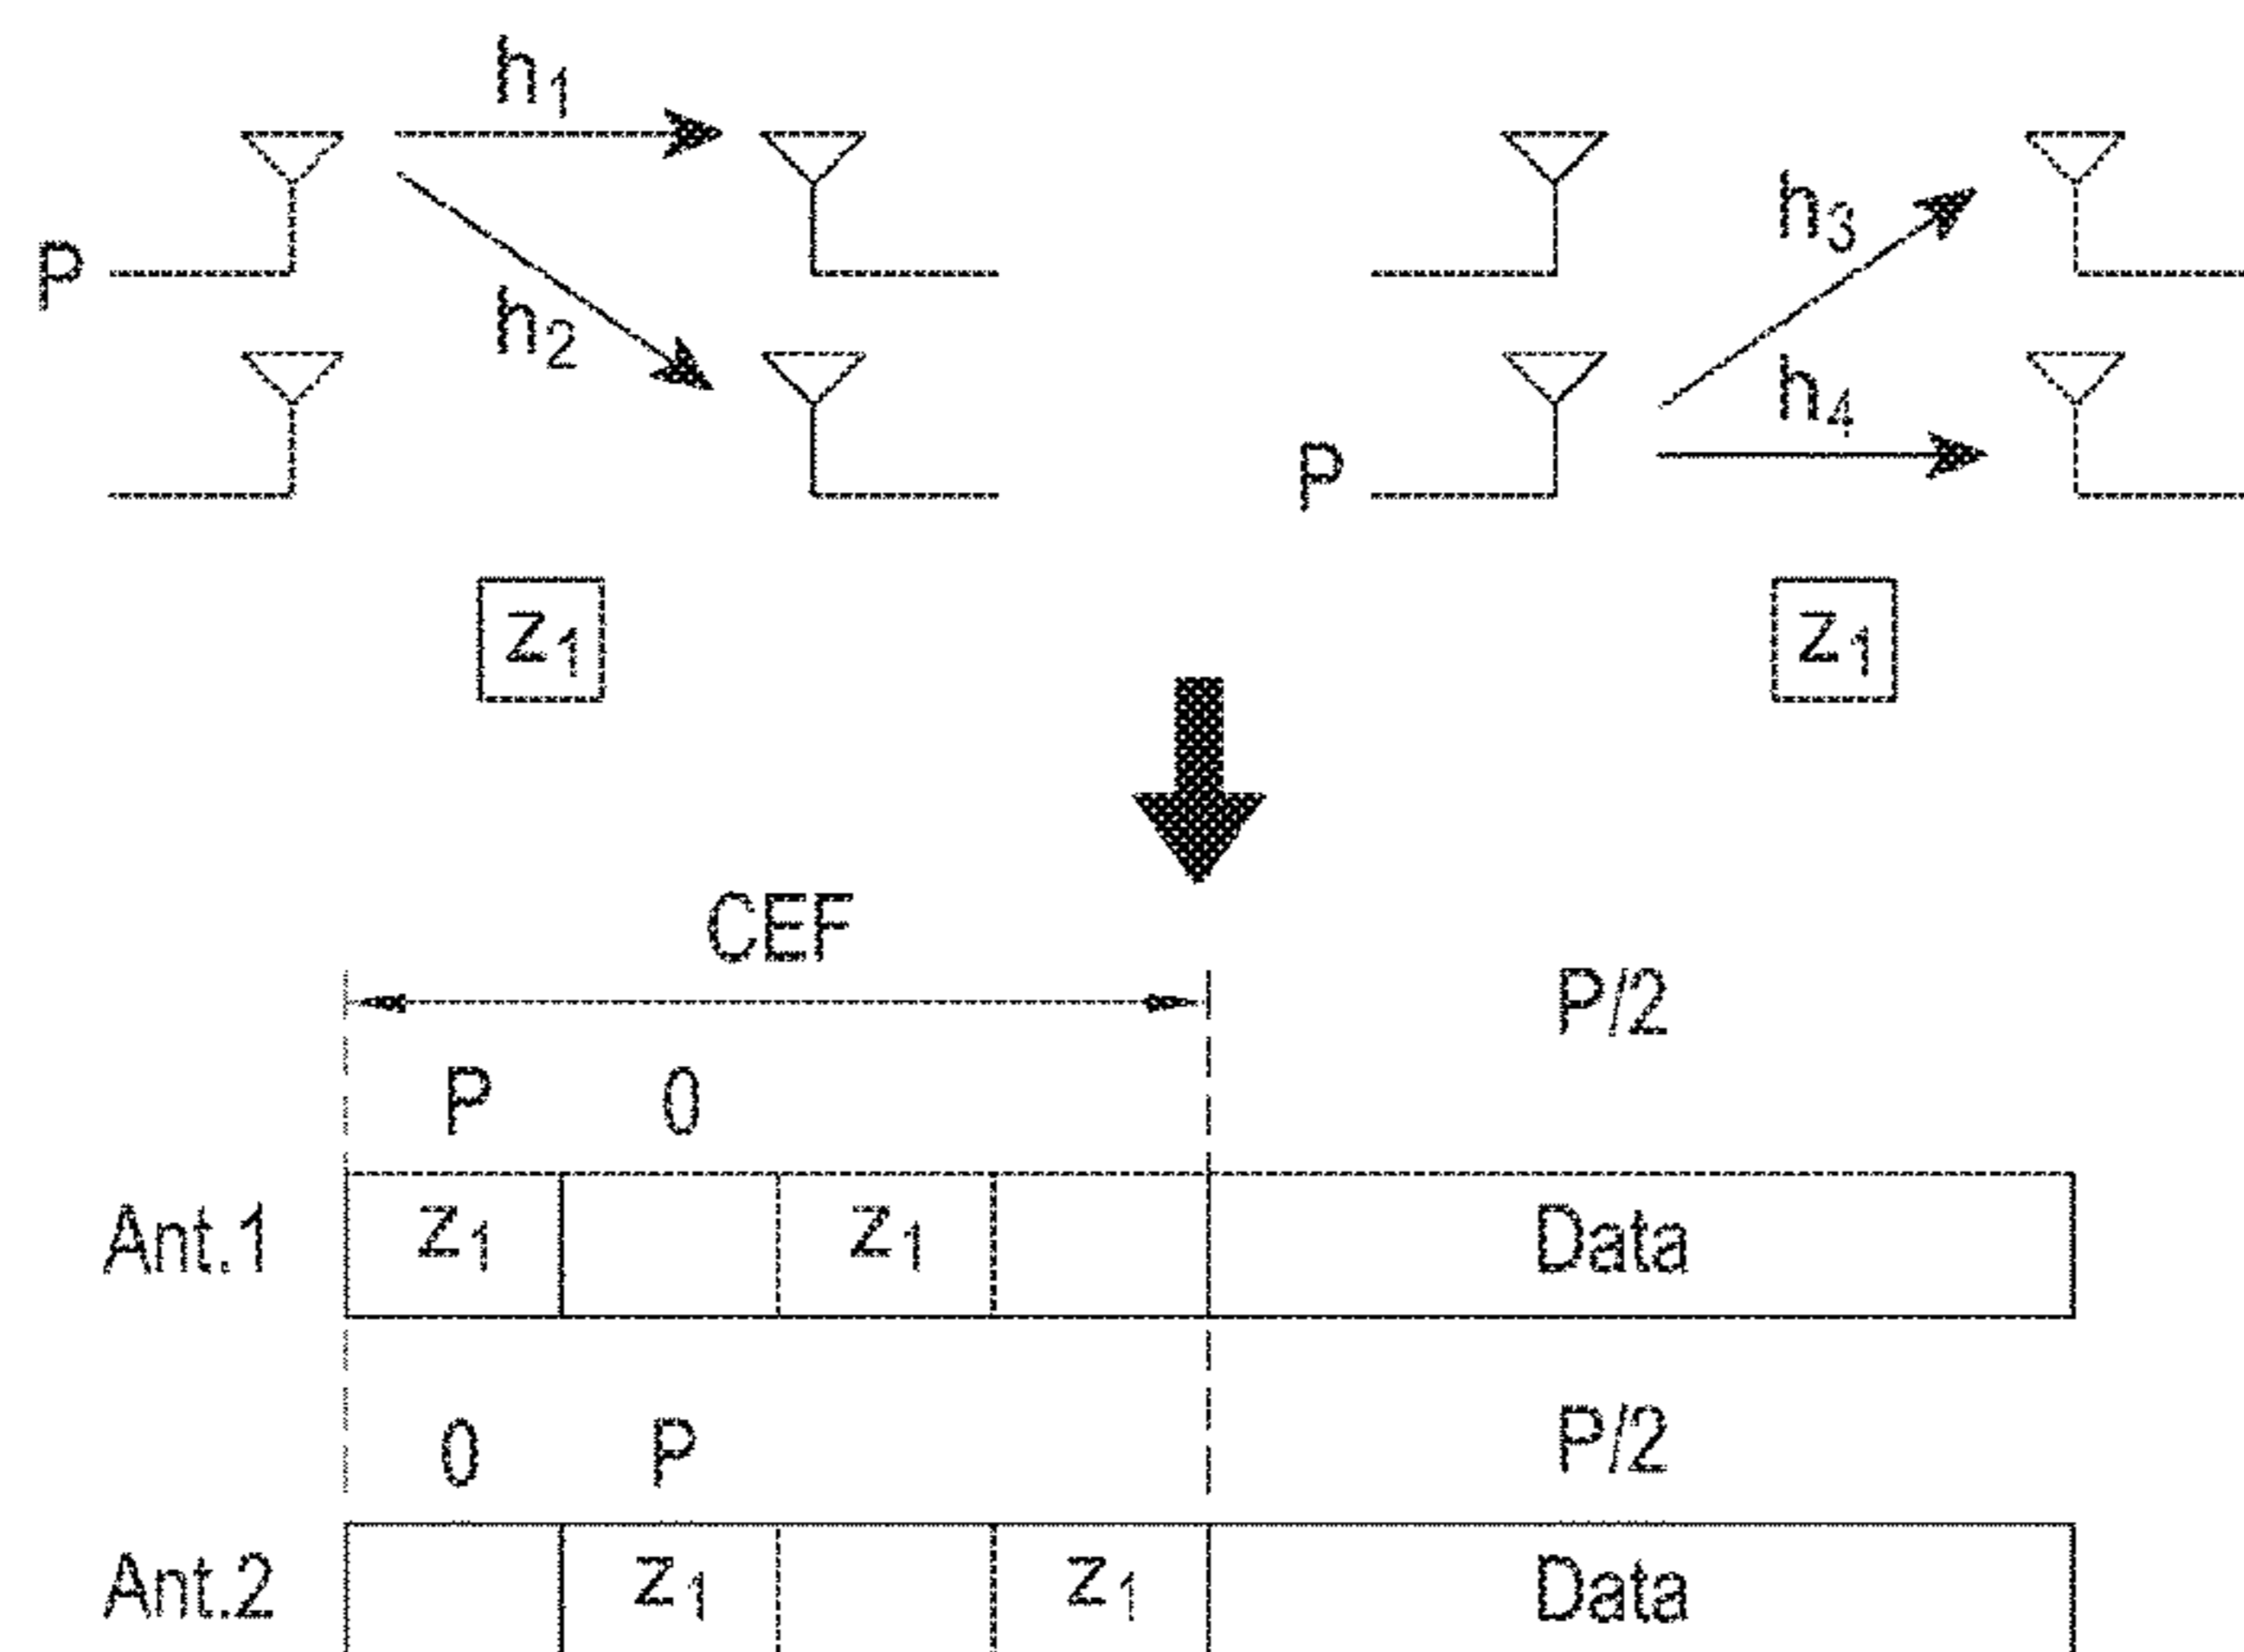 h1
P
h2
h3
h4
P
z1
z1
CEF
P/2
P 0
Ant.1 z1 z1 Data
0 P P/2
Ant.2 z1 z1 Data